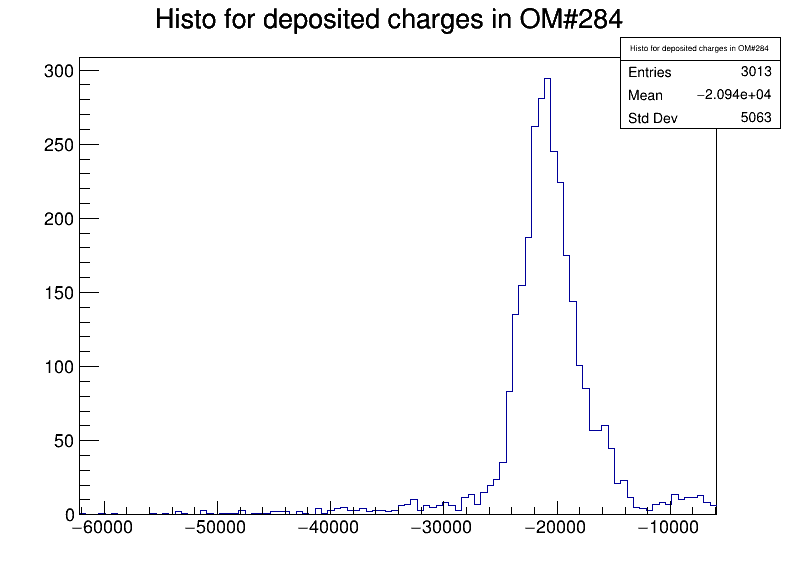 Histo for deposited charges in OM#284
Histo for deposited charges in OM#284
Entries 3013
Mean −2.094e+04
Std Dev 5063
300
250
200
150
100
50
0
−60000 −50000 −40000 −30000 −20000 −10000